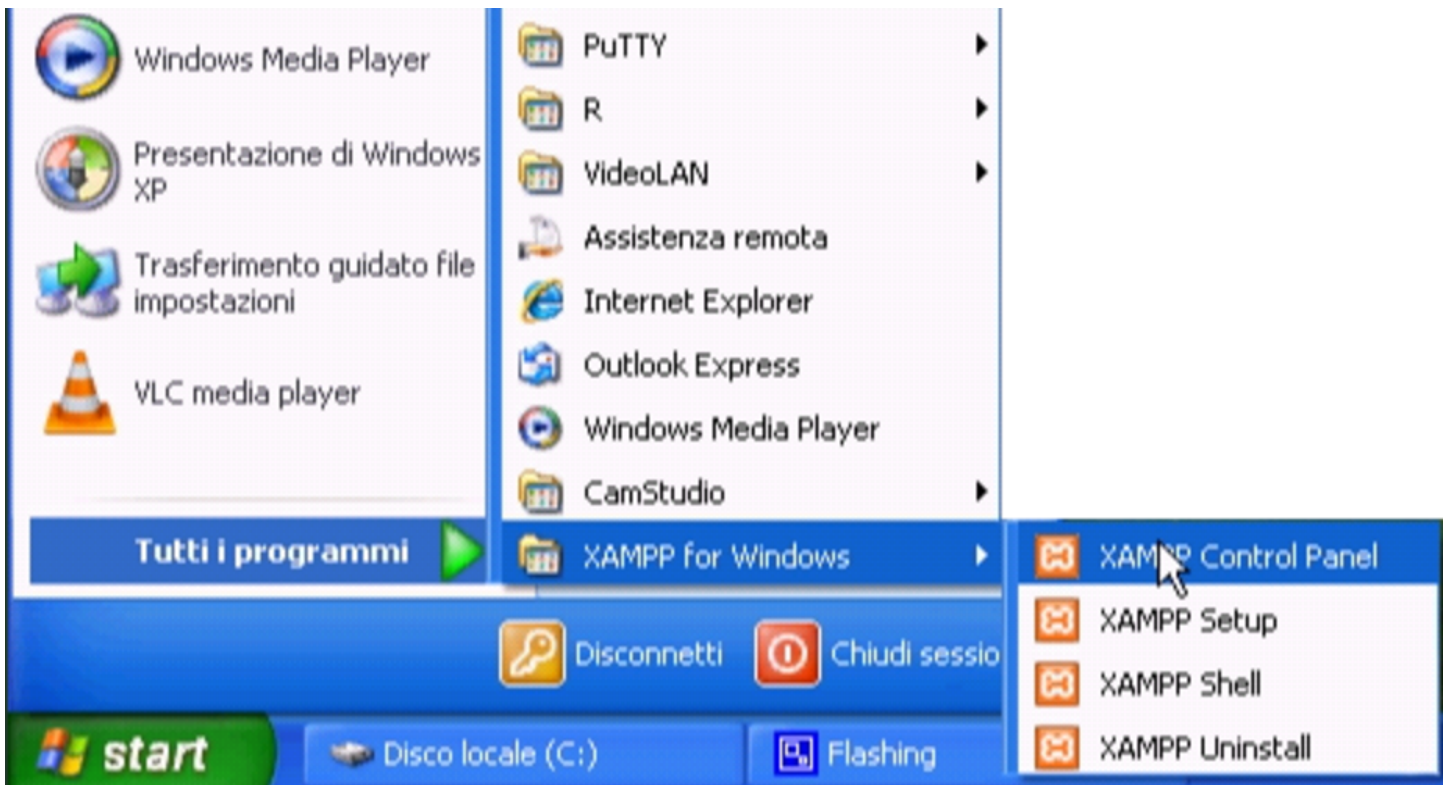 Windows Media Player
Presentazione di Windows
XP
Trasferimento guidato file
impostazioni
VLC media player
Tutti i programmi
PuTTY
R
VideoLAN
Assistenza remota
Internet Explorer
Outlook Express
Windows Media Player
CamStudio
XAMPP for Windows
XAMPP Control Panel
XAMPP Setup
XAMPP Shell
XAMPP Uninstall
Disconnetti
Chiudi sessio
start
Disco locale (C:)
Flashing